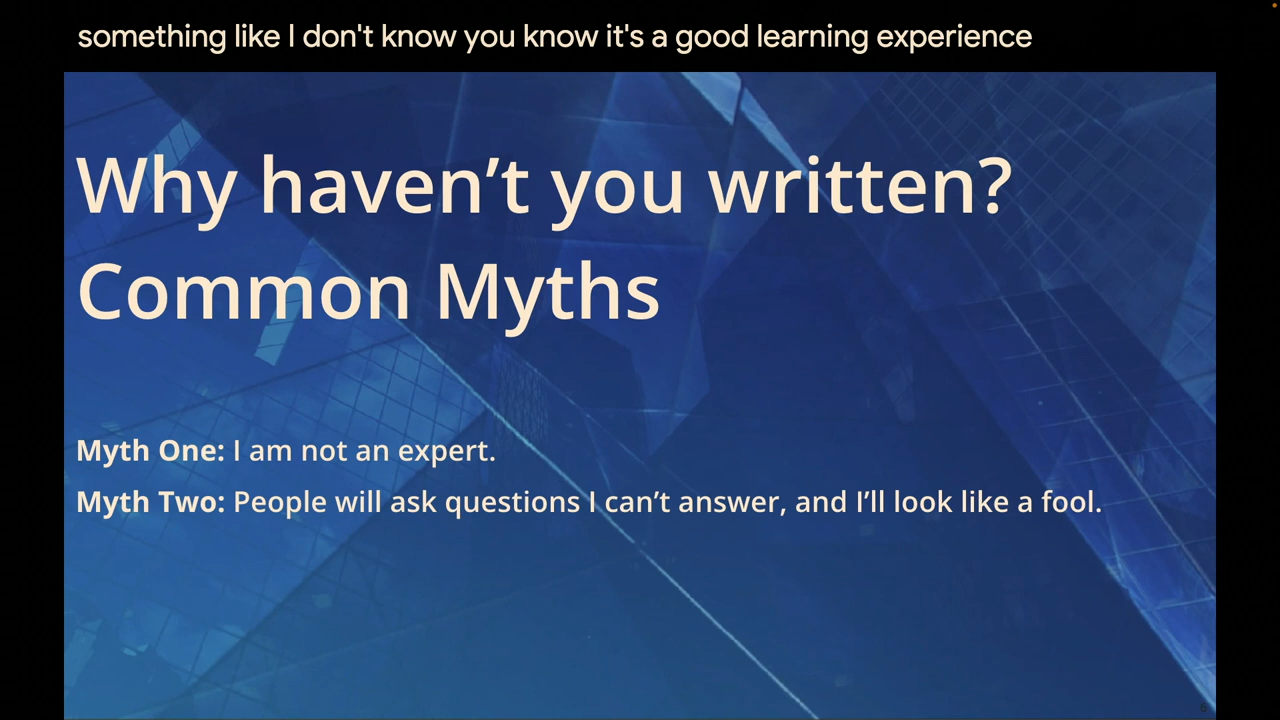 something like I don't know you know it's a good learning experience
Why haven’t you written?
Common Myths
Myth One: I am not an expert.
Myth Two: People will ask questions I can’t answer, and I’ll look like a fool.
6